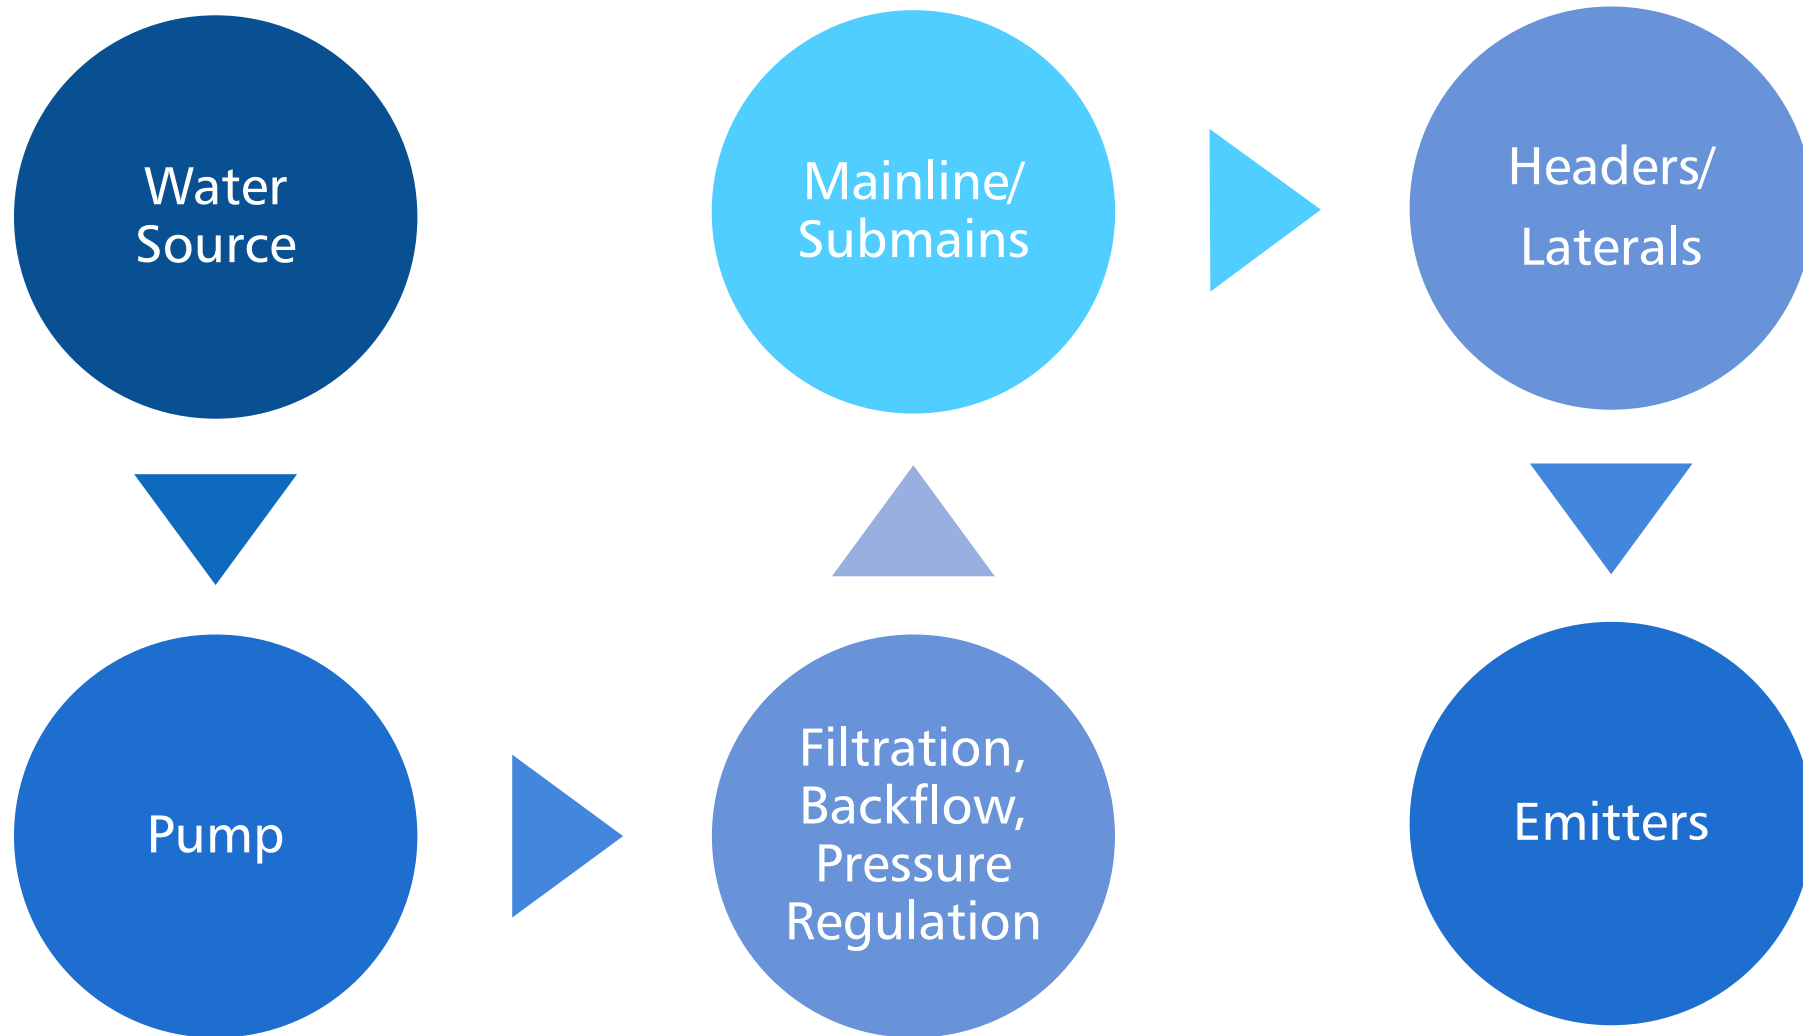 Water
Source
Pump
Filtration,
Backflow,
Pressure
Regulation
Mainline/
Submains
Headers/
Laterals
Emitters